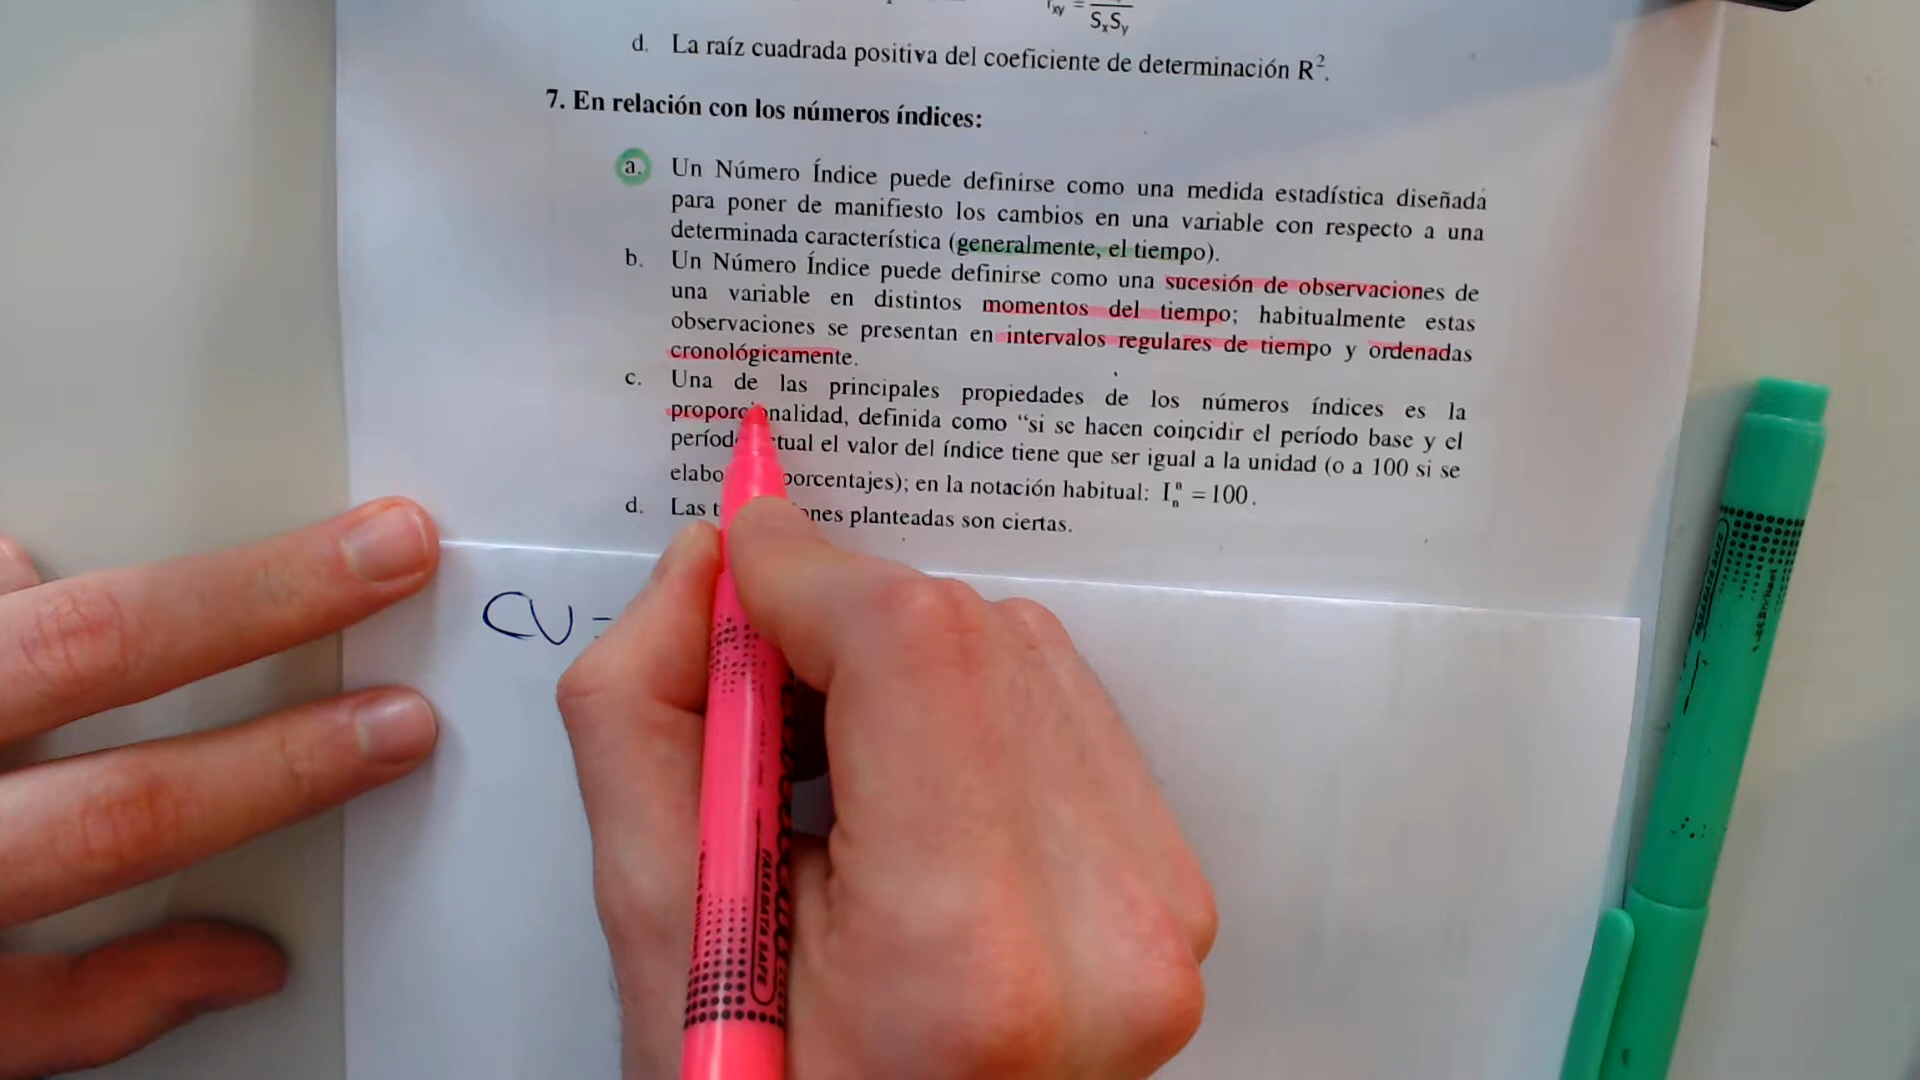 r_xy = S_xS_y
d. La raíz cuadrada positiva del coeficiente de determinación R².
7. En relación con los números índices:
a. Un Número Índice puede definirse como una medida estadística diseñada
para poner de manifiesto los cambios en una variable con respecto a una
determinada característica (generalmente, el tiempo).
b. Un Número Índice puede definirse como una sucesión de observaciones de
una variable en distintos momentos del tiempo; habitualmente estas
observaciones se presentan en intervalos regulares de tiempo y ordenadas
cronológicamente.
c. Una de las principales propiedades de los números índices es la
proporcionalidad, definida como “si se hacen coincidir el período base y el
tual el valor del índice tiene que ser igual a la unidad (o a 100 si se
elabo porcentajes); en la notación habitual: I_n^n = 100.
d. Las t ones planteadas son ciertas.
CV =